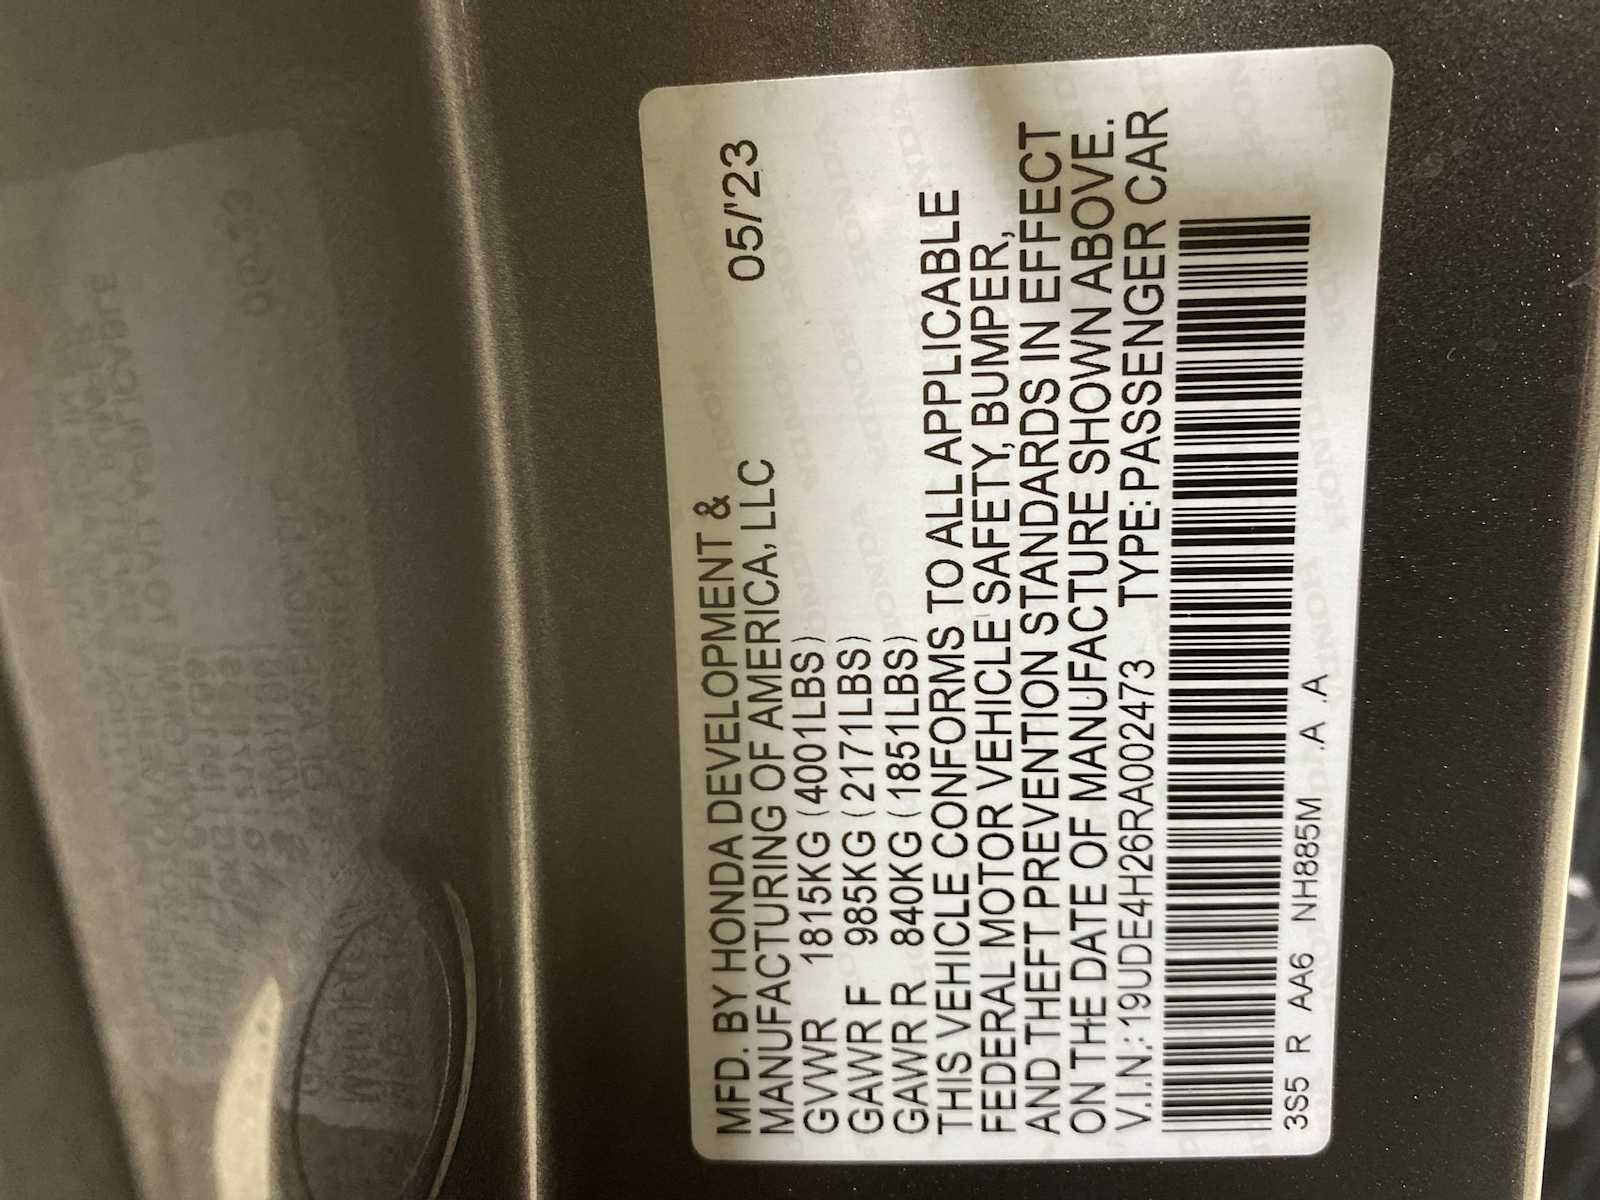 MFD. BY HONDA DEVELOPMENT & 05/'23
MANUFACTURING OF AMERICA, LLC
GVWR 1815KG (4001LBS)
GAWR F 985KG (2171LBS)
GAWR R 840KG (1851LBS)
THIS VEHICLE CONFORMS TO ALL APPLICABLE
FEDERAL MOTOR VEHICLE SAFETY, BUMPER,
AND THEFT PREVENTION STANDARDS IN EFFECT
ON THE DATE OF MANUFACTURE SHOWN ABOVE.
V.I.N.: 19UDE4H26RA002473 TYPE: PASSENGER CAR
3S5 R AA6 NH885M .A .A